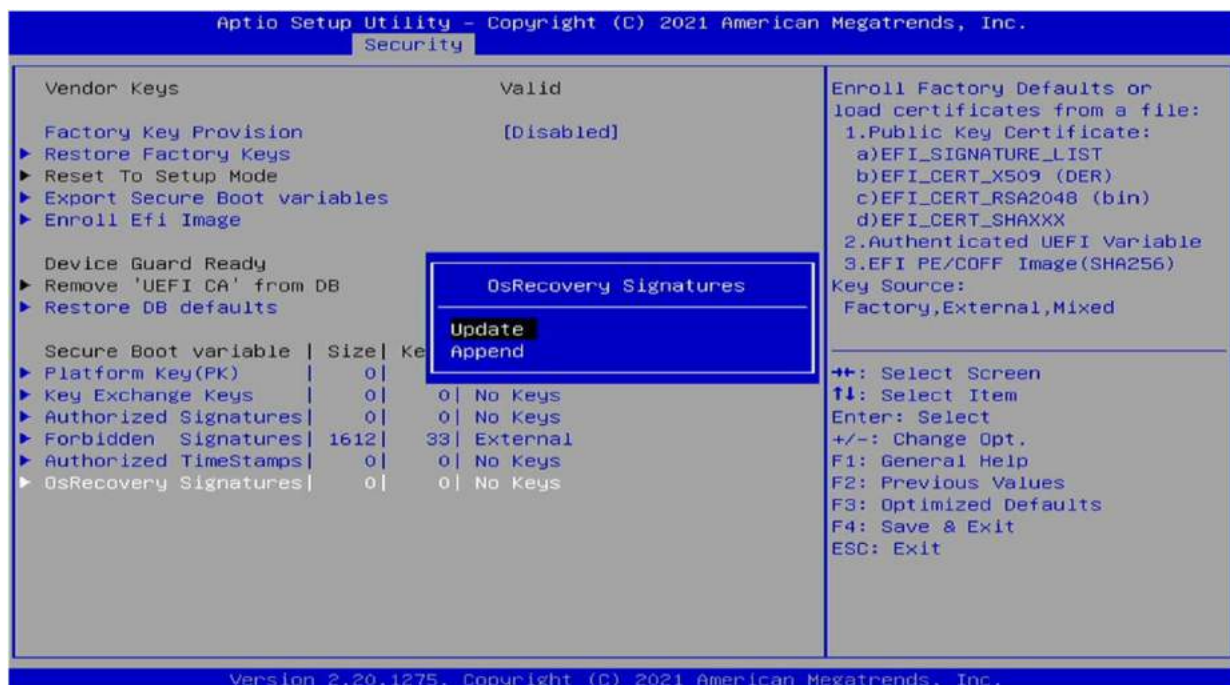 Aptio Setup Utility – Copyright (C) 2021 American Megatrends, Inc.
Security
Vendor Keys Valid
Factory Key Provision [Disabled]
▶ Restore Factory Keys
▶ Reset To Setup Mode
▶ Export Secure Boot variables
▶ Enroll Efi Image
Device Guard Ready
▶ Remove 'UEFI CA' from DB
▶ Restore DB defaults
Secure Boot variable | Size| Ke
▶ Platform Key(PK) | 0|
▶ Key Exchange Keys | 0| 0| No Keys
▶ Authorized Signatures| 0| 0| No Keys
▶ Forbidden Signatures| 1612| 33| External
▶ Authorized TimeStamps| 0| 0| No Keys
▶ OsRecovery Signatures| 0| 0| No Keys
OsRecovery Signatures
Update
Append
Enroll Factory Defaults or
load certificates from a file:
1.Public Key Certificate:
a)EFI_SIGNATURE_LIST
b)EFI_CERT_X509 (DER)
c)EFI_CERT_RSA2048 (bin)
d)EFI_CERT_SHAXXX
2.Authenticated UEFI Variable
3.EFI PE/COFF Image(SHA256)
Key Source:
Factory,External,Mixed
→←: Select Screen
↑↓: Select Item
Enter: Select
+/-: Change Opt.
F1: General Help
F2: Previous Values
F3: Optimized Defaults
F4: Save & Exit
ESC: Exit
Version 2.20.1275. Copyright (C) 2021 American Megatrends, Inc.